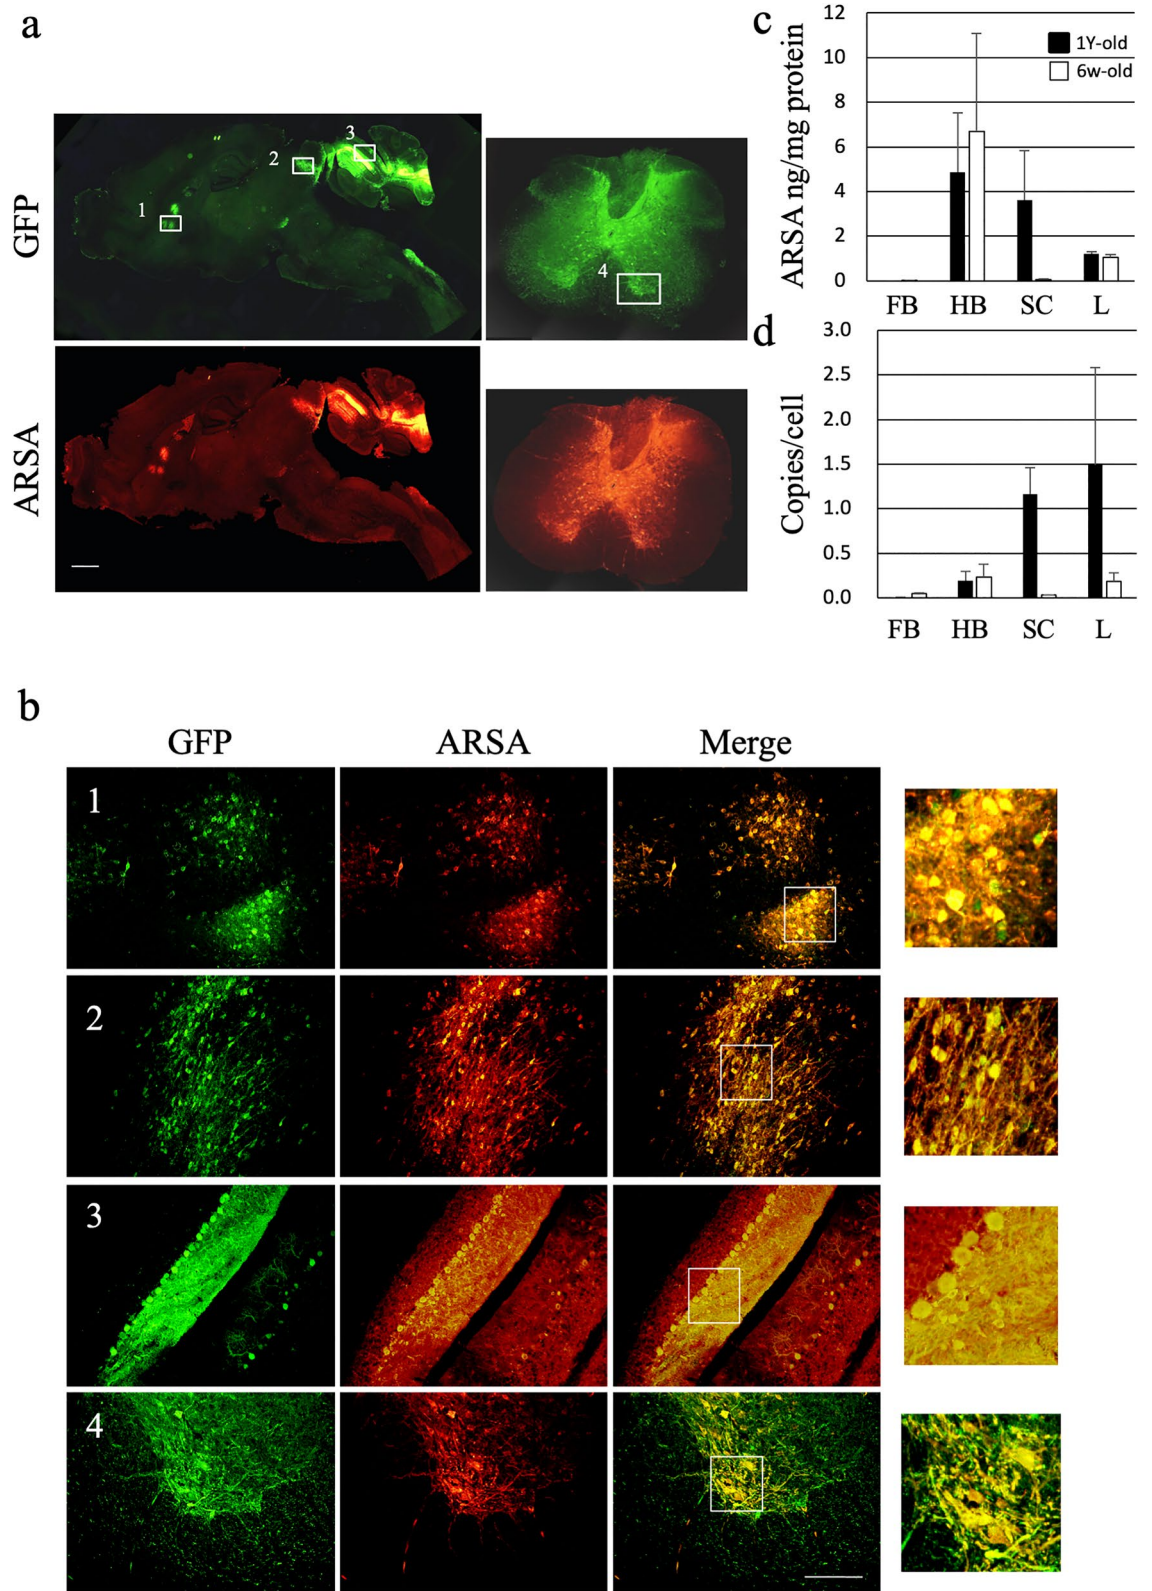 a
GFP
1
2
3
4
ARSA
c
ARSA ng/mg protein
12
10
8
6
4
2
0
1Y-old
6w-old
FB HB SC L
d
Copies/cell
3.0
2.5
2.0
1.5
1.0
0.5
0.0
FB HB SC L
b
GFP ARSA Merge
1
2
3
4